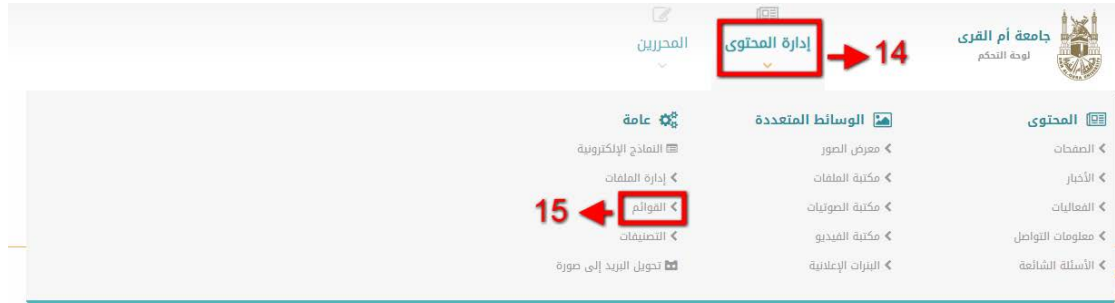 جامعة أم القرى
لوحة التحكم
إدارة المحتوى
14
المحررين
المحتوى
الصفحات
الأخبار
الفعاليات
معلومات التواصل
الأسئلة الشائعة
الوسائط المتعددة
معرض الصور
مكتبة الملفات
مكتبة الصوتيات
مكتبة الفيديو
البنرات الإعلانية
عامة
النماذج الإلكترونية
إدارة الملفات
القوائم
15
التصنيفات
تحويل البريد إلى صورة